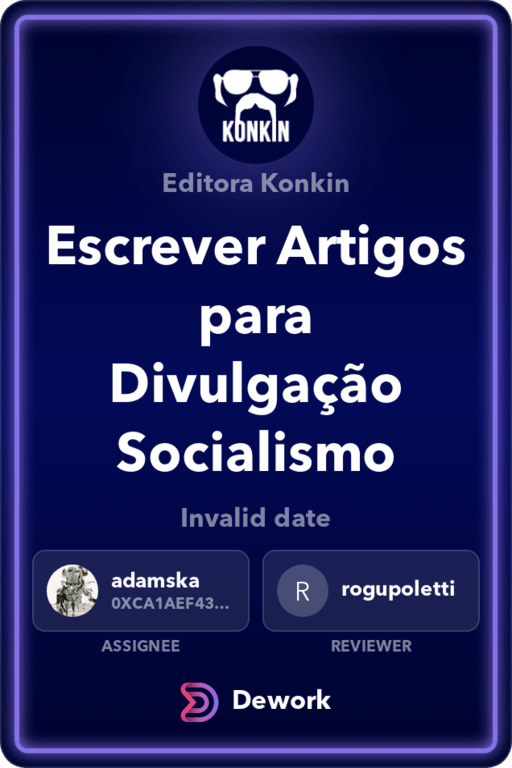 KONKIN
Editora Konkin
Escrever Artigos
para
Divulgação
Socialismo
Invalid date
adamska
0XCA1AEF43...
R
rogupoletti
ASSIGNEE
REVIEWER
Dework